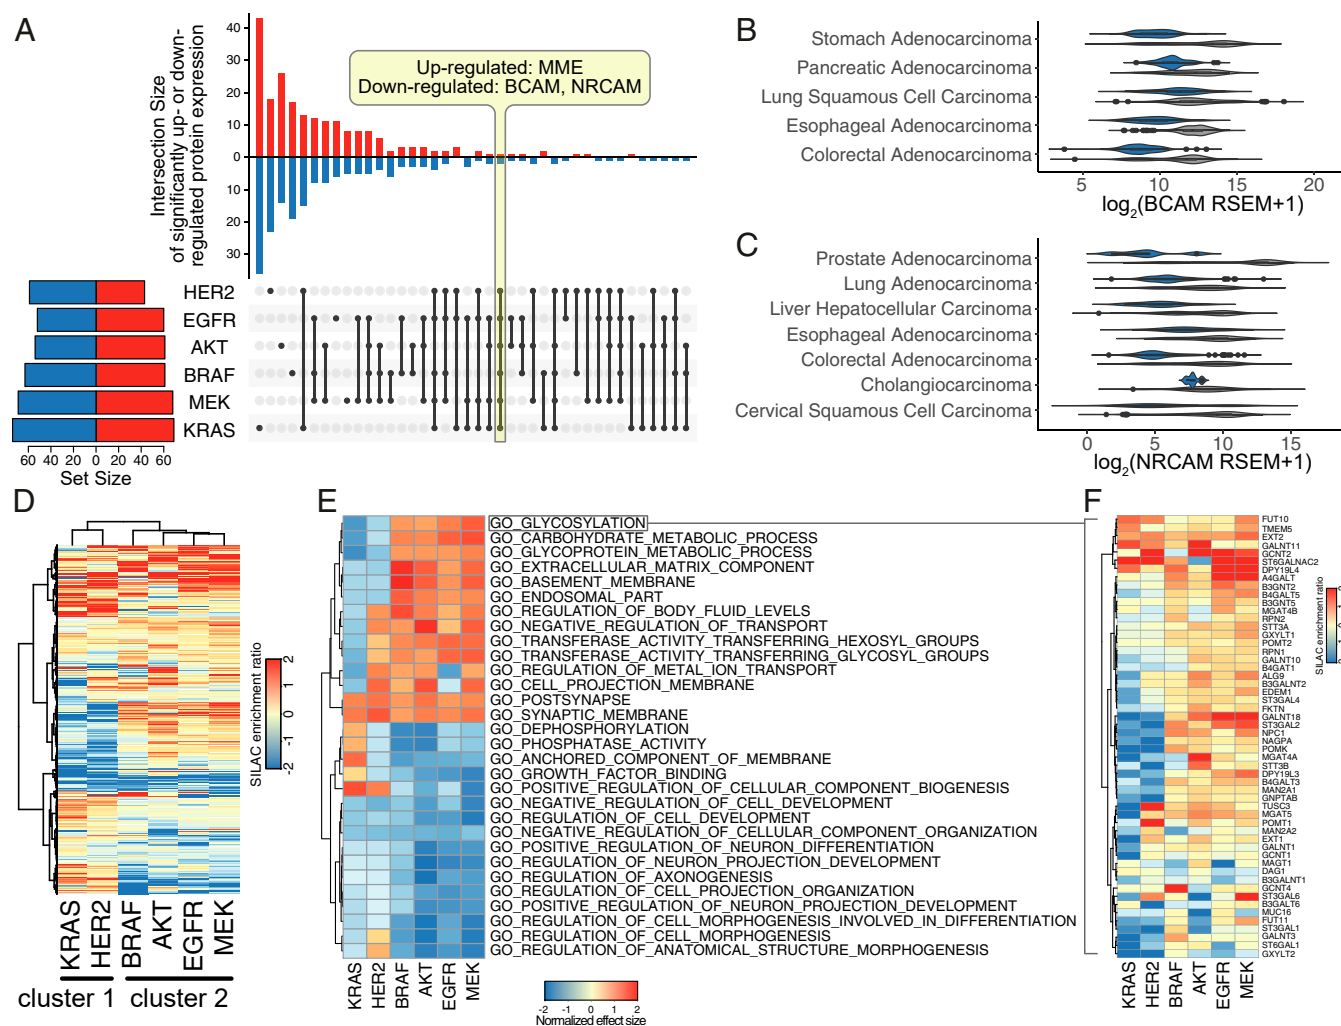 A
Intersection Size
of significantly up- or down-
regulated protein expression
40
30
20
10
0
10
20
30
Up-regulated: MME
Down-regulated: BCAM, NRCAM
HER2
EGFR
AKT
BRAF
MEK
KRAS
60 40 20 0 20 40 60
Set Size
B
Stomach Adenocarcinoma
Pancreatic Adenocarcinoma
Lung Squamous Cell Carcinoma
Esophageal Adenocarcinoma
Colorectal Adenocarcinoma
5 10 15 20
log2(BCAM RSEM+1)
C
Prostate Adenocarcinoma
Lung Adenocarcinoma
Liver Hepatocellular Carcinoma
Esophageal Adenocarcinoma
Colorectal Adenocarcinoma
Cholangiocarcinoma
Cervical Squamous Cell Carcinoma
0 5 10 15
log2(NRCAM RSEM+1)
D
SILAC enrichment ratio
2
1
0
-1
-2
KRAS
HER2
BRAF
AKT
EGFR
MEK
cluster 1
cluster 2
E
GO_GLYCOSYLATION
GO_CARBOHYDRATE_METABOLIC_PROCESS
GO_GLYCOPROTEIN_METABOLIC_PROCESS
GO_EXTRACELLULAR_MATRIX_COMPONENT
GO_BASEMENT_MEMBRANE
GO_ENDOSOMAL_PART
GO_REGULATION_OF_BODY_FLUID_LEVELS
GO_NEGATIVE_REGULATION_OF_TRANSPORT
GO_TRANSFERASE_ACTIVITY_TRANSFERRING_HEXOSYL_GROUPS
GO_TRANSFERASE_ACTIVITY_TRANSFERRING_GLYCOSYL_GROUPS
GO_REGULATION_OF_METAL_ION_TRANSPORT
GO_CELL_PROJECTION_MEMBRANE
GO_POSTSYNAPSE
GO_SYNAPTIC_MEMBRANE
GO_DEPHOSPHORYLATION
GO_PHOSPHATASE_ACTIVITY
GO_ANCHORED_COMPONENT_OF_MEMBRANE
GO_GROWTH_FACTOR_BINDING
GO_POSITIVE_REGULATION_OF_CELLULAR_COMPONENT_BIOGENESIS
GO_NEGATIVE_REGULATION_OF_CELL_DEVELOPMENT
GO_REGULATION_OF_CELL_DEVELOPMENT
GO_NEGATIVE_REGULATION_OF_CELLULAR_COMPONENT_ORGANIZATION
GO_POSITIVE_REGULATION_OF_NEURON_DIFFERENTIATION
GO_REGULATION_OF_NEURON_PROJECTION_DEVELOPMENT
GO_REGULATION_OF_AXONOGENESIS
GO_REGULATION_OF_CELL_PROJECTION_ORGANIZATION
GO_POSITIVE_REGULATION_OF_NEURON_PROJECTION_DEVELOPMENT
GO_REGULATION_OF_CELL_MORPHOGENESIS_INVOLVED_IN_DIFFERENTIATION
GO_REGULATION_OF_CELL_MORPHOGENESIS
GO_REGULATION_OF_ANATOMICAL_STRUCTURE_MORPHOGENESIS
KRAS
HER2
BRAF
AKT
EGFR
MEK
-2 -1 0 1 2
Normalized effect size
F
FUT10
TMEM5
EXT2
GALNT11
GCNT2
ST6GALNAC2
DPY19L4
A4GALT
B3GNT2
B4GALT5
B3GNT5
MGAT4B
RPN2
STT3A
GXYLT1
POMT2
RPN1
GALNT10
B4GAT1
ALG9
B3GALNT2
EDEM1
ST3GAL4
FKTN
GALNT18
ST3GAL2
NPC1
NAGPA
POMK
MGAT4A
STT3B
DPY19L3
B4GALT3
MAN2A1
GNPTAB
TUSC3
MGAT5
POMT1
MAN2A2
EXT1
GALNT1
GCNT1
MAGT1
DAG1
B3GALNT1
GCNT4
ST3GAL6
B3GALT6
MUC16
FUT11
ST3GAL1
GALNT3
ST6GAL1
GXYLT2
KRAS
HER2
BRAF
AKT
EGFR
MEK
SILAC enrichment ratio